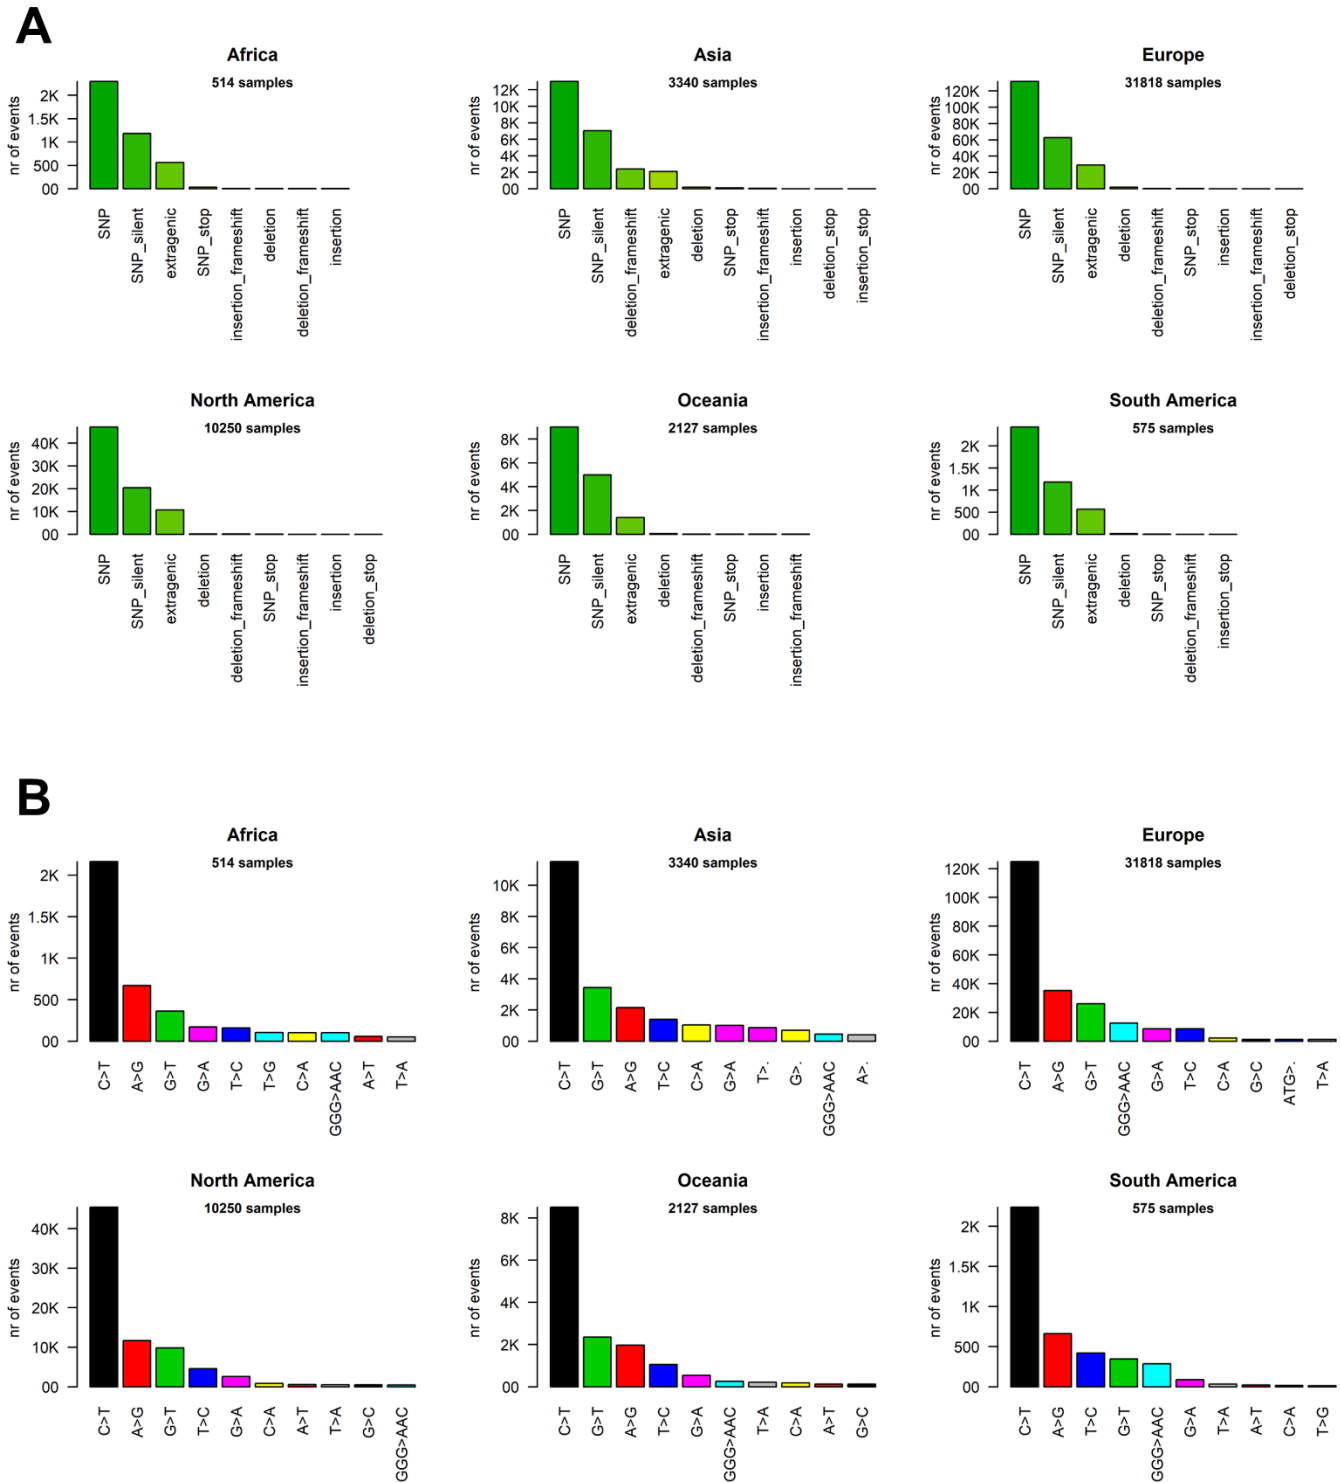 A
Africa
514 samples
nr of events
2K
1.5K
1K
500
00
SNP
SNP_silent
extragenic
SNP_stop
insertion_frameshift
deletion
deletion_frameshift
insertion
Asia
3340 samples
nr of events
12K
10K
8K
6K
4K
2K
00
SNP
SNP_silent
deletion_frameshift
extragenic
deletion
SNP_stop
insertion_frameshift
insertion
deletion_stop
insertion_stop
Europe
31818 samples
nr of events
120K
100K
80K
60K
40K
20K
00
SNP
SNP_silent
extragenic
deletion
deletion_frameshift
SNP_stop
insertion
insertion_frameshift
deletion_stop
North America
10250 samples
nr of events
40K
30K
20K
10K
00
SNP
SNP_silent
extragenic
deletion
deletion_frameshift
SNP_stop
insertion_frameshift
insertion
deletion_stop
Oceania
2127 samples
nr of events
8K
6K
4K
2K
00
SNP
SNP_silent
extragenic
deletion
deletion_frameshift
SNP_stop
insertion
insertion_frameshift
South America
575 samples
nr of events
2K
1.5K
1K
500
00
SNP
SNP_silent
extragenic
deletion
SNP_stop
deletion_frameshift
insertion_stop
B
Africa
514 samples
nr of events
2K
1.5K
1K
500
00
C>T
A>G
G>T
G>A
T>C
T>G
C>A
GGG>AAC
A>T
T>A
Asia
3340 samples
nr of events
10K
8K
6K
4K
2K
00
C>T
G>T
A>G
T>C
C>A
G>A
T>.
G>.
GGG>AAC
A>.
Europe
31818 samples
nr of events
120K
100K
80K
60K
40K
20K
00
C>T
A>G
G>T
GGG>AAC
G>A
T>C
C>A
G>C
ATG>.
T>A
North America
10250 samples
nr of events
40K
30K
20K
10K
00
C>T
A>G
G>T
T>C
G>A
C>A
A>T
T>A
G>C
GGG>AAC
Oceania
2127 samples
nr of events
8K
6K
4K
2K
00
C>T
G>T
A>G
T>C
G>A
GGG>AAC
T>A
C>A
A>T
G>C
South America
575 samples
nr of events
2K
1.5K
1K
500
00
C>T
A>G
T>C
G>T
GGG>AAC
G>A
T>A
A>T
C>A
T>G